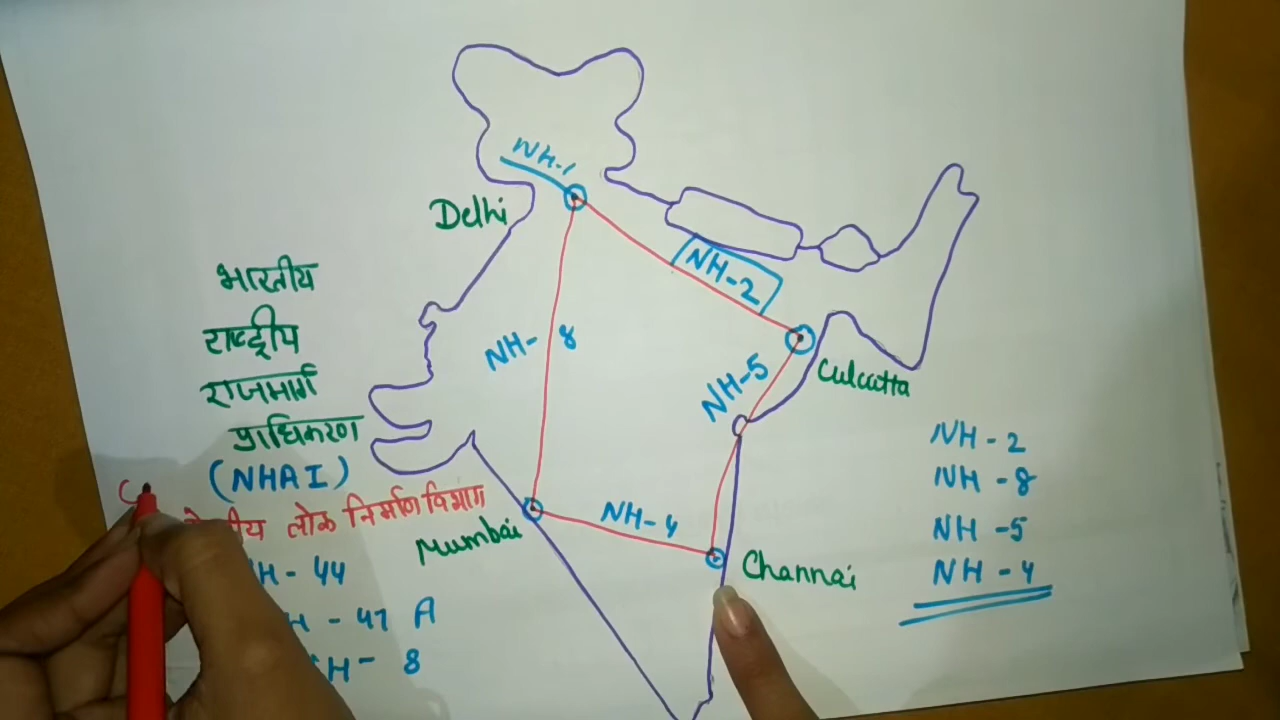 NH-1
Delhi
NH-2
भारतीय
राष्ट्रीय
राजमार्ग
प्राधिकरण
(NHAI)
लोक निर्माण विभाग
NH-8
NH-5
Culcutta
NH-4
Mumbai
Channai
NH-2
NH-8
NH-5
NH-4
H-44
H-47 A
H-8